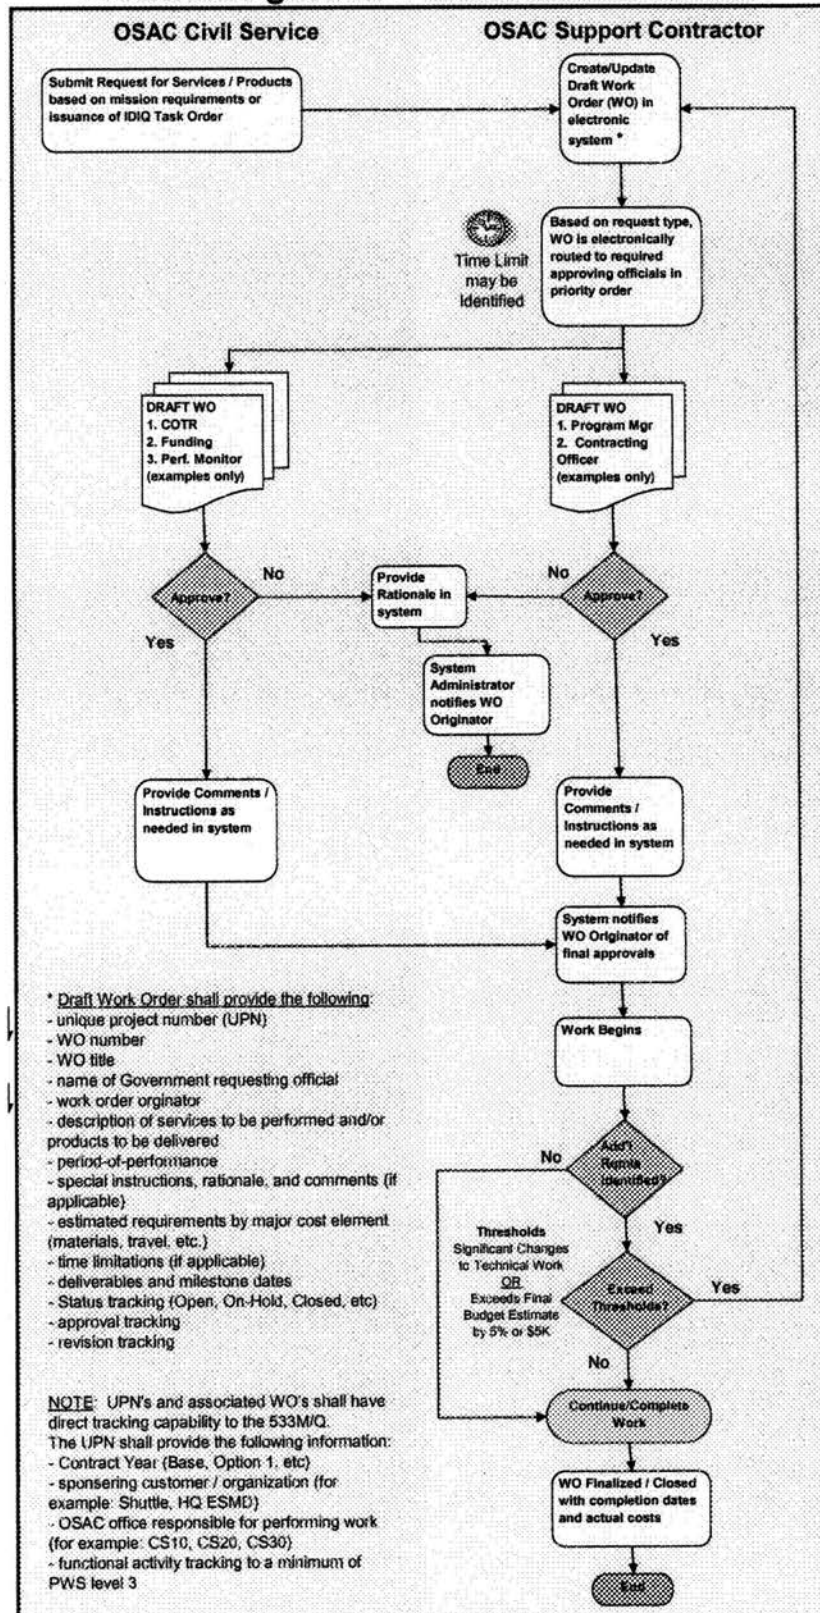 OSAC Civil Service
OSAC Support Contractor
Submit Request for Services / Products
based on mission requirements or
issuance of IDIQ Task Order
Create/Update
Draft Work
Order (WO) in
electronic
system *
Time Limit
may be
Identified
Based on request type,
WO is electronically
routed to required
approving officials in
priority order
DRAFT WO
1. COTR
2. Funding
3. Perf. Monitor
(examples only)
DRAFT WO
1. Program Mgr
2. Contracting
Officer
(examples only)
Approve?
No
Provide
Rationale in
system
No
Approve?
Yes
Yes
System
Administrator
notifies WO
Originator
End
Provide Comments /
Instructions as
needed in system
Provide
Comments /
Instructions as
needed in system
System notifies
WO Originator of
final approvals
Work Begins
* Draft Work Order shall provide the following:
- unique project number (UPN)
- WO number
- WO title
- name of Government requesting official
- work order orginator
- description of services to be performed and/or
products to be delivered
- period-of-performance
- special instructions, rationale, and comments (if
applicable)
- estimated requirements by major cost element
(materials, travel, etc.)
- time limitations (if applicable)
- deliverables and milestone dates
- Status tracking (Open, On-Hold, Closed, etc)
- approval tracking
- revision tracking
No
Add'l
Rqmts
Identified?
Yes
Thresholds
Significant Changes
to Technical Work
OR
Exceeds Final
Budget Estimate
by 5% or $5K
Exceed
Thresholds?
Yes
No
Continue/Complete
Work
WO Finalized / Closed
with completion dates
and actual costs
End
NOTE: UPN's and associated WO's shall have
direct tracking capability to the 533M/Q.
The UPN shall provide the following information:
- Contract Year (Base, Option 1, etc)
- sponsering customer / organization (for
example: Shuttle, HQ ESMD)
- OSAC office responsible for performing work
(for example: CS10, CS20, CS30)
- functional activity tracking to a minimum of
PWS level 3